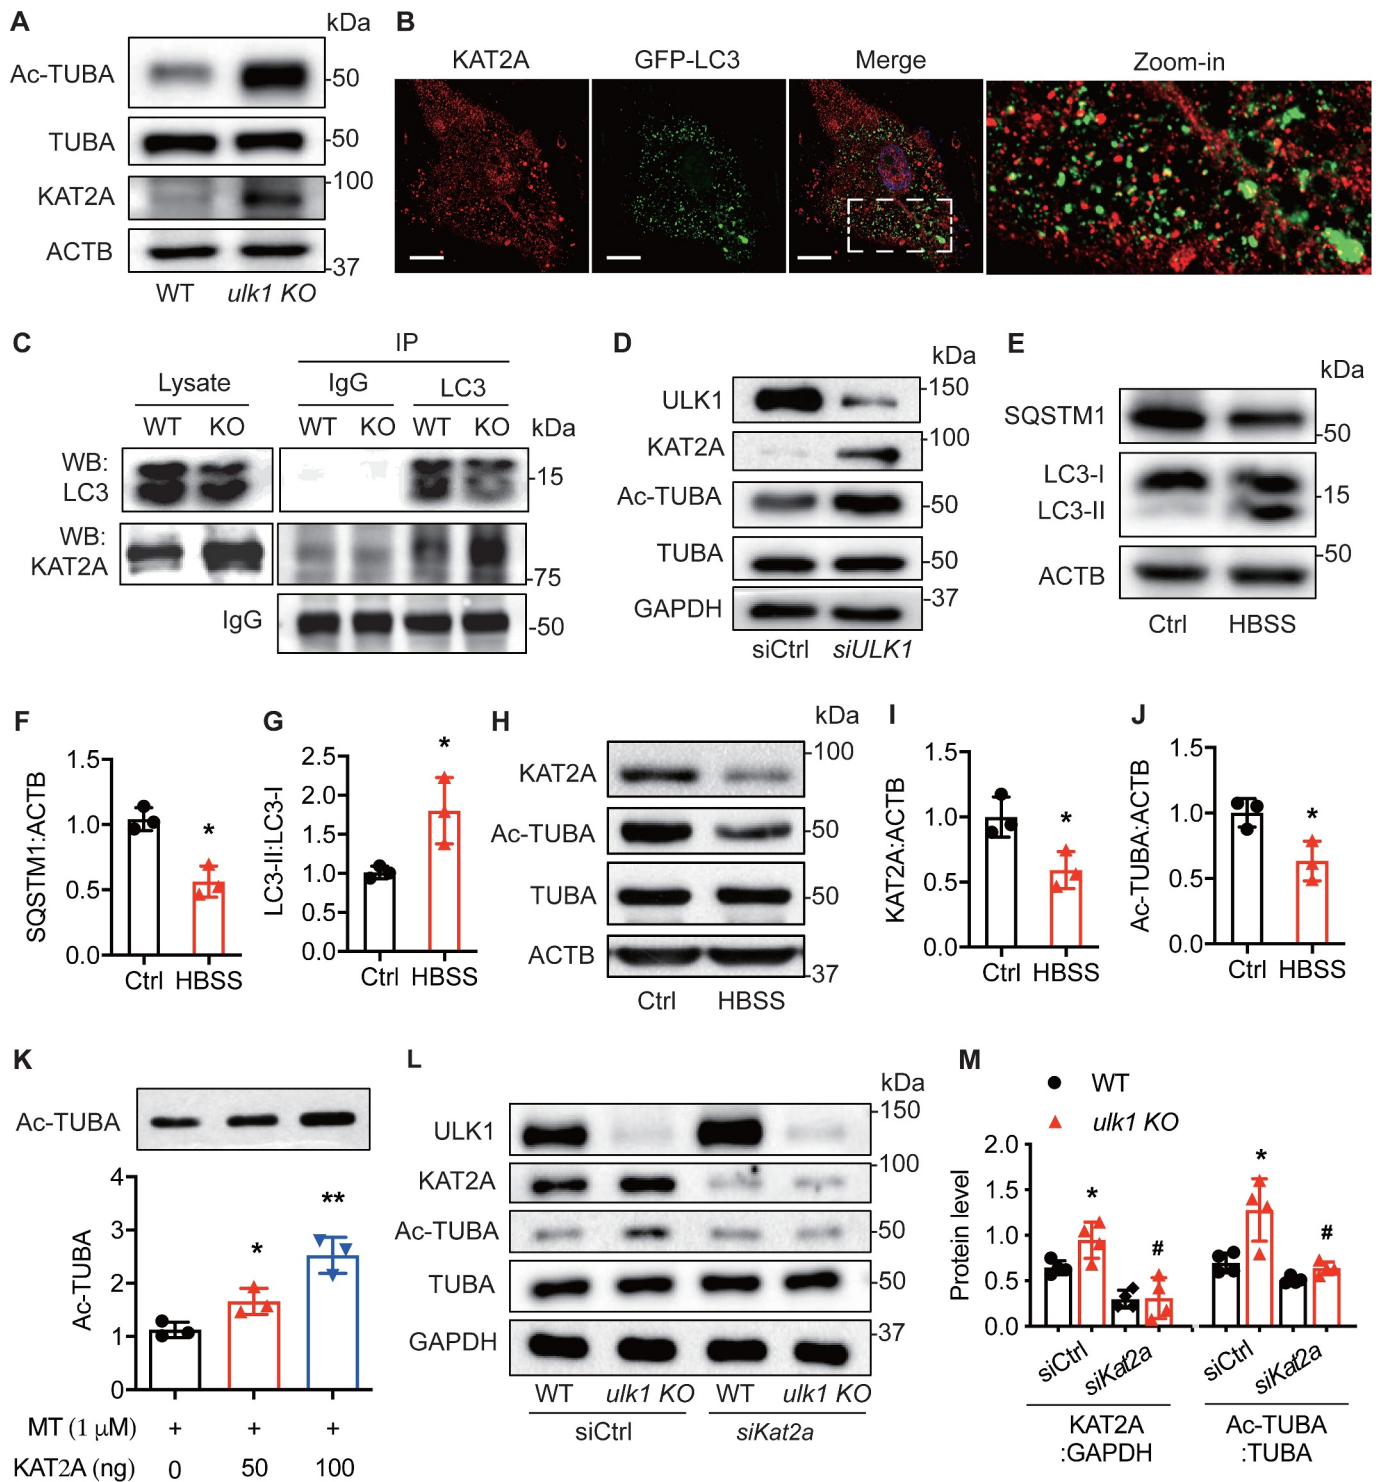 A
kDa
Ac-TUBA
-50
TUBA
-50
-100
KAT2A
ACTB
-37
WT ulk1 KO
B
KAT2A GFP-LC3 Merge Zoom-in
C
IP
Lysate IgG LC3
WT KO WT KO WT KO kDa
WB:
LC3
-15
WB:
KAT2A
-75
IgG
-50
D
kDa
ULK1
-150
KAT2A
-100
Ac-TUBA
-50
TUBA
-50
GAPDH
-37
siCtrl siULK1
E
kDa
SQSTM1
-50
LC3-I
-15
LC3-II
-50
ACTB
Ctrl HBSS
F
SQSTM1:ACTB
1.5
1.0
0.5
0.0
*
Ctrl HBSS
G
LC3-II:LC3-I
2.5
2.0
1.5
1.0
0.5
0.0
*
Ctrl HBSS
H
kDa
-100
KAT2A
Ac-TUBA
-50
TUBA
-50
ACTB
-37
Ctrl HBSS
I
KAT2A:ACTB
1.5
1.0
0.5
0.0
*
Ctrl HBSS
J
Ac-TUBA:ACTB
1.5
1.0
0.5
0.0
*
Ctrl HBSS
K
Ac-TUBA
Ac-TUBA
4
3
2
1
0
*
**
MT (1 μM) + + +
KAT2A (ng) 0 50 100
L
kDa
-150
ULK1
-100
KAT2A
Ac-TUBA
-50
TUBA
-50
GAPDH
-37
WT ulk1 KO WT ulk1 KO
siCtrl siKat2a
M
WT
ulk1 KO
Protein level
2.0
1.5
1.0
0.5
0.0
* # * #
siCtrl siKat2a siCtrl siKat2a
KAT2A Ac-TUBA
:GAPDH :TUBA